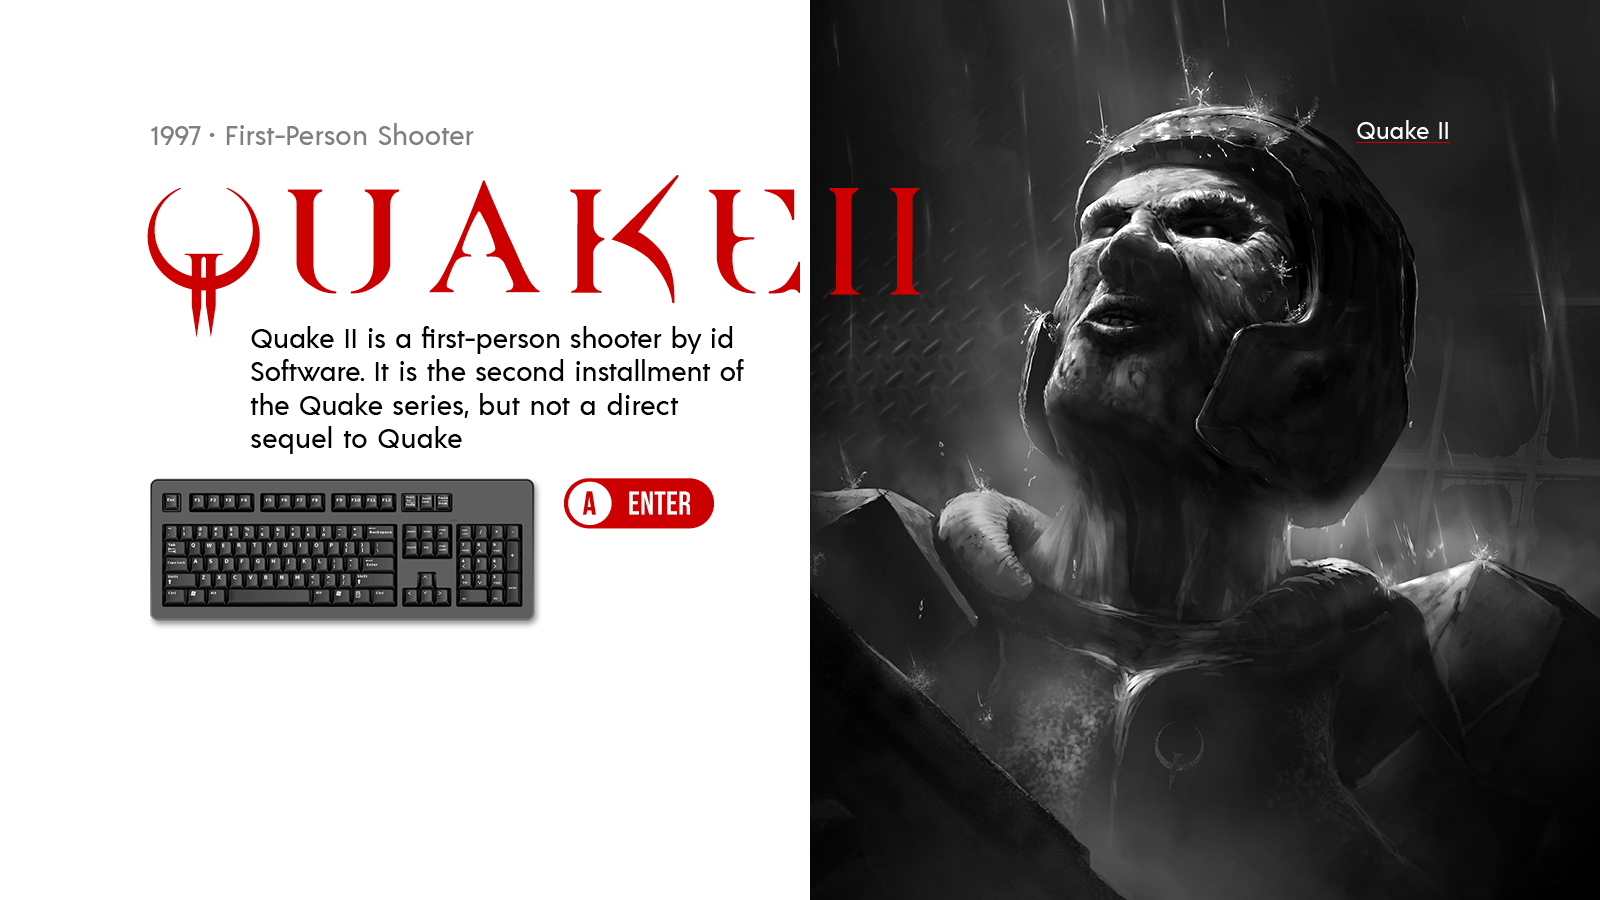 1997 · First-Person Shooter
Quake II
QUAKE II
Quake II is a first-person shooter by id
Software. It is the second installment of
the Quake series, but not a direct
sequel to Quake
A ENTER